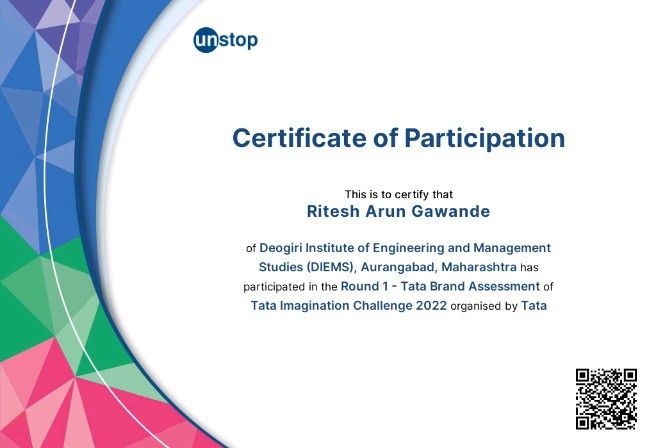 unstop
Certificate of Participation
This is to certify that
Ritesh Arun Gawande
of Deogiri Institute of Engineering and Management
Studies (DIEMS), Aurangabad, Maharashtra has
participated in the Round 1 - Tata Brand Assessment of
Tata Imagination Challenge 2022 organised by Tata